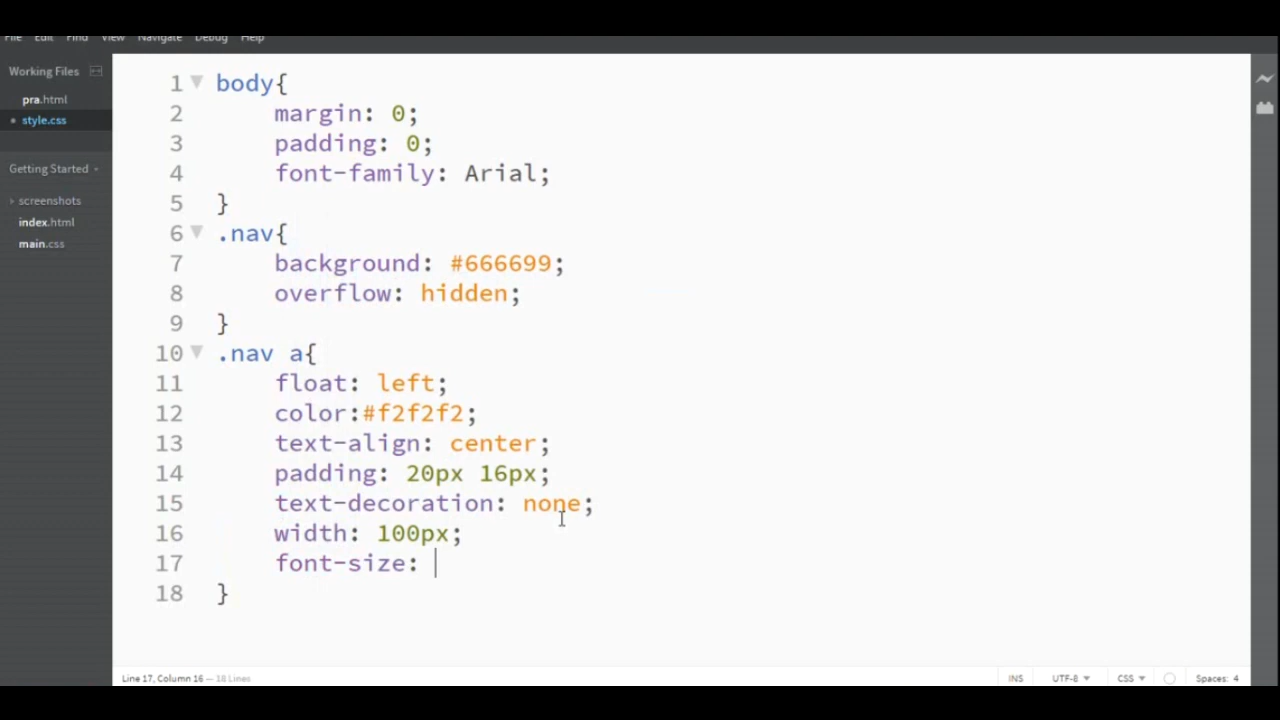 File Edit Find View Navigate Debug Help
Working Files
pra.html
style.css
Getting Started
screenshots
index.html
main.css
1 body{
2 margin: 0;
3 padding: 0;
4 font-family: Arial;
5 }
6 .nav{
7 background: #666699;
8 overflow: hidden;
9 }
10 .nav a{
11 float: left;
12 color:#f2f2f2;
13 text-align: center;
14 padding: 20px 16px;
15 text-decoration: none;
16 width: 100px;
17 font-size:
18 }
Line 17, Column 16 — 18 Lines INS UTF-8 CSS Spaces: 4